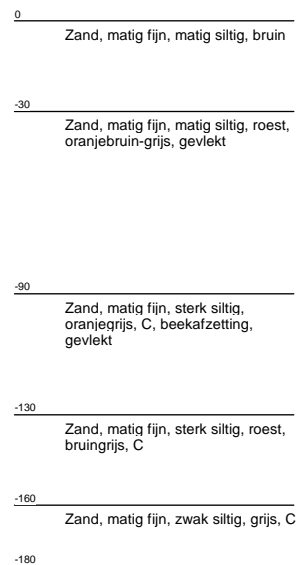 0
Zand, matig fijn, matig siltig, bruin
-30
Zand, matig fijn, matig siltig, roest,
oranjebruin-grijs, gevlekt
-90
Zand, matig fijn, sterk siltig,
oranjegrijs, C, beekafzetting,
gevlekt
-130
Zand, matig fijn, sterk siltig, roest,
bruingrijs, C
-160
Zand, matig fijn, zwak siltig, grijs, C
-180